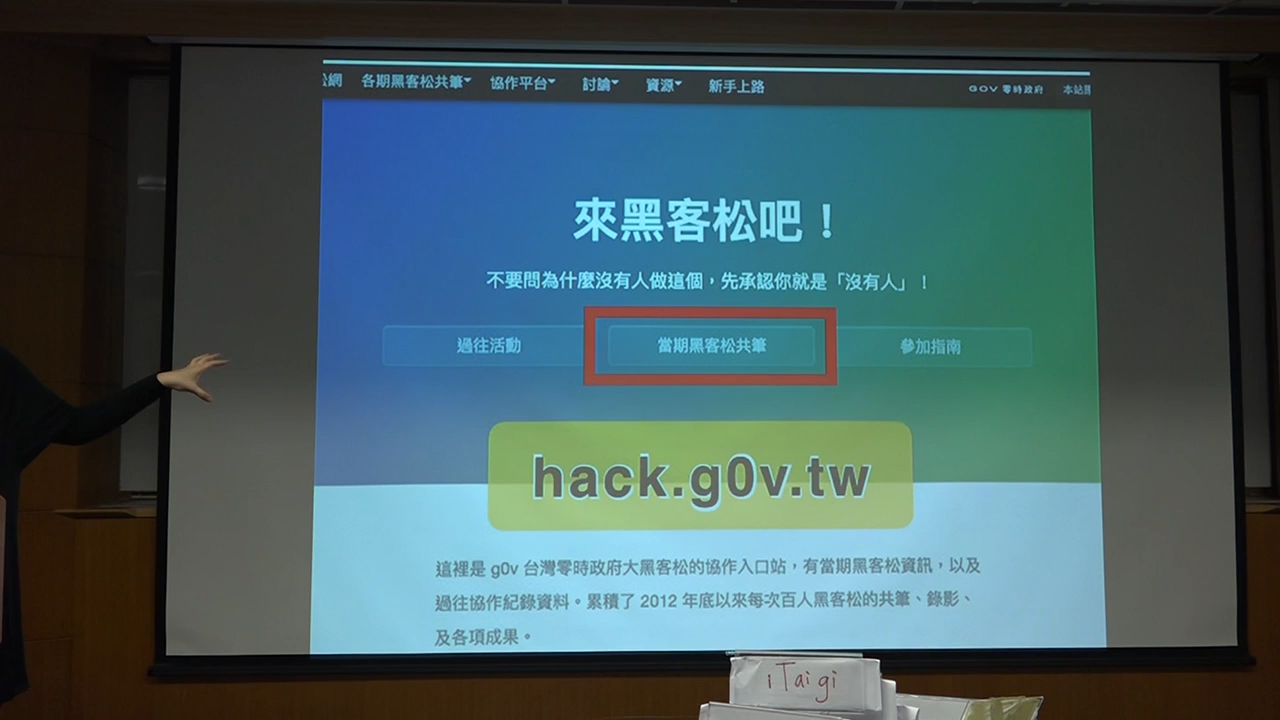 松網 各期黑客松共筆 協作平台 討論 資源 新手上路 G0V 零時政府 本站
來黑客松吧！
不要問為什麼沒有人做這個，先承認你就是「沒有人」！
過往活動 當期黑客松共筆 參加指南
hack.g0v.tw
這裡是 g0v 台灣零時政府大黑客松的協作入口站，有當期黑客松資訊，以及
過往協作紀錄資料。累積了 2012 年底以來每次百人黑客松的共筆、錄影、
及各項成果。
iTaigi